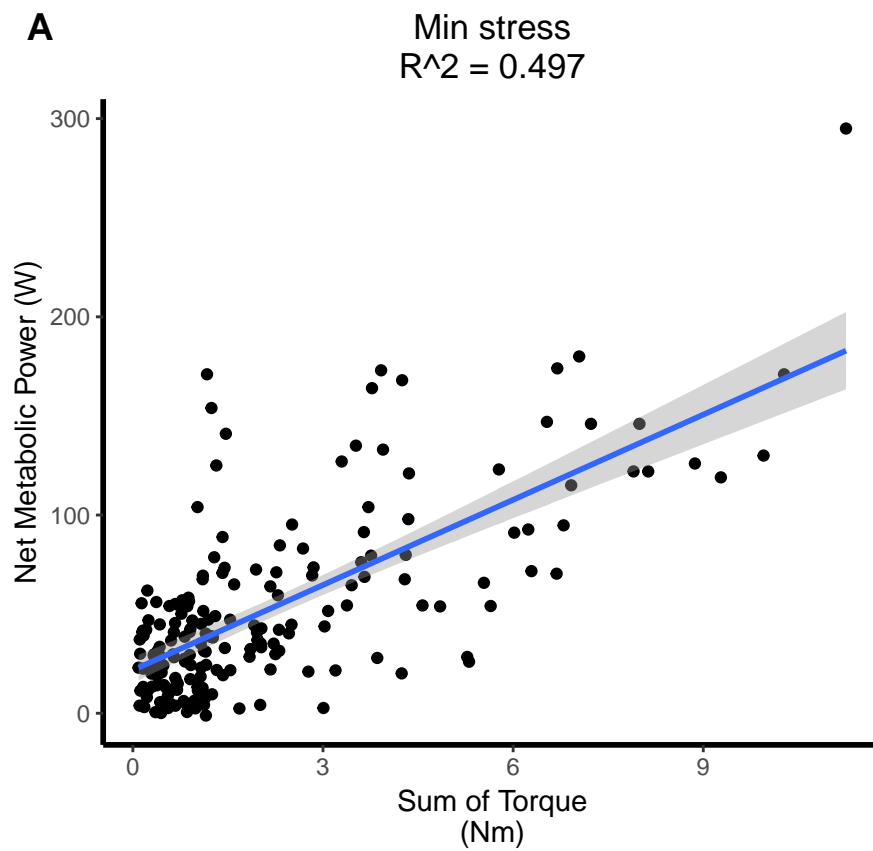 A
Min stress
R^2 = 0.497
300
200
100
0
Net Metabolic Power (W)
0 3 6 9
Sum of Torque
(Nm)